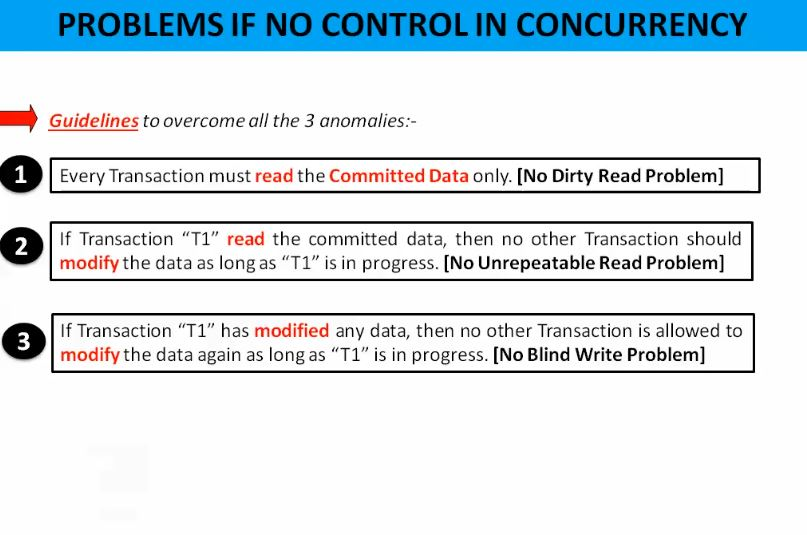 PROBLEMS IF NO CONTROL IN CONCURRENCY
Guidelines to overcome all the 3 anomalies:-
1 Every Transaction must read the Committed Data only. [No Dirty Read Problem]
2 If Transaction “T1” read the committed data, then no other Transaction should
modify the data as long as “T1” is in progress. [No Unrepeatable Read Problem]
3 If Transaction “T1” has modified any data, then no other Transaction is allowed to
modify the data again as long as “T1” is in progress. [No Blind Write Problem]